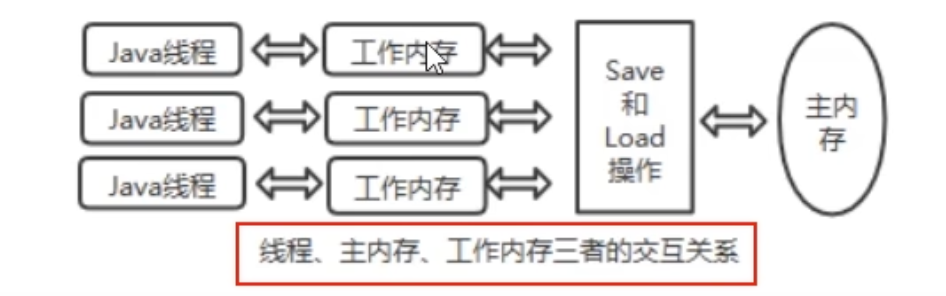 Java线程 工作内存
Java线程 工作内存
Java线程 工作内存
Save
和
Load
操作
主内
存
线程、主内存、工作内存三者的交互关系